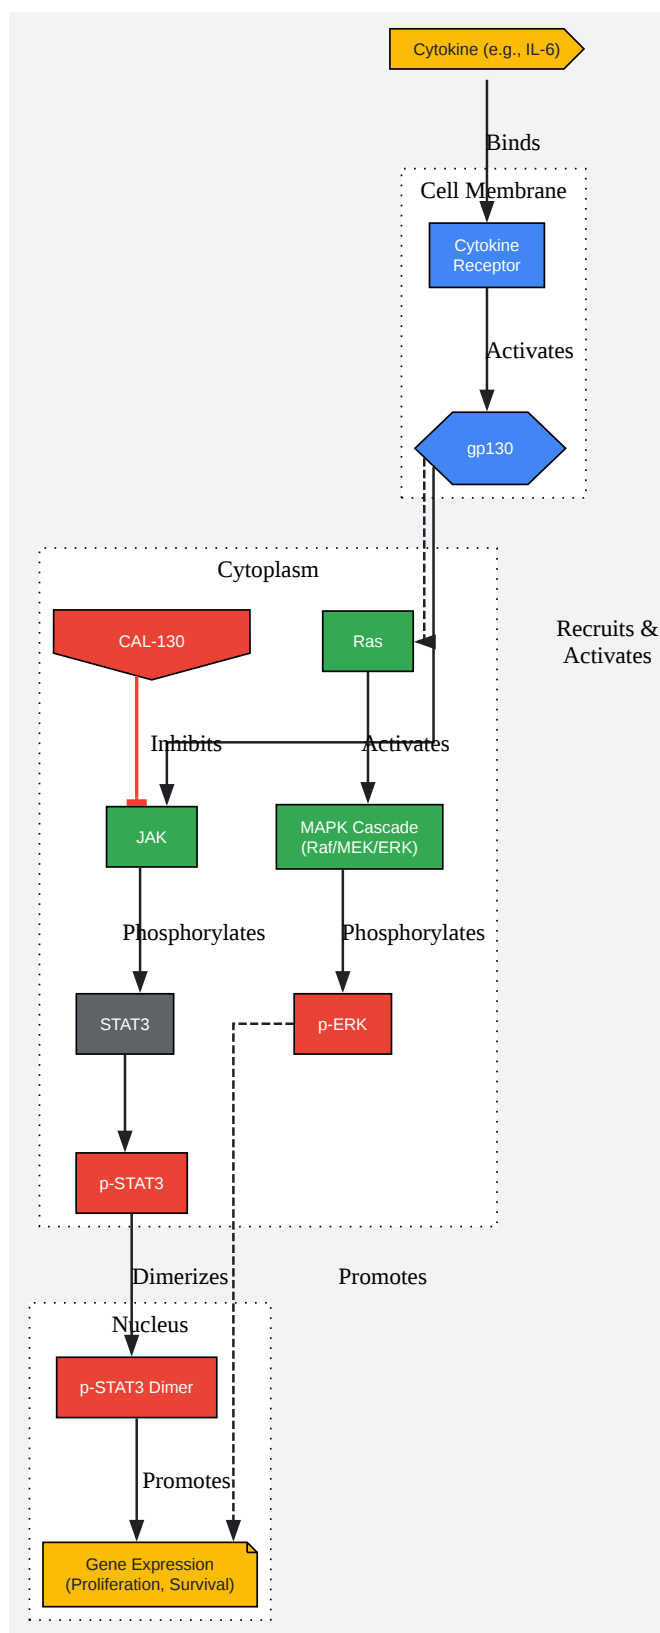 Cytokine (e.g., IL-6)
Binds
Cell Membrane
Cytokine
Receptor
Activates
gp130
Cytoplasm
CAL-130
Ras
Recruits &
Activates
Inhibits
Activates
JAK
MAPK Cascade
(Raf/MEK/ERK)
Phosphorylates
Phosphorylates
STAT3
p-ERK
p-STAT3
Dimerizes
Promotes
Nucleus
p-STAT3 Dimer
Promotes
Gene Expression
(Proliferation, Survival)